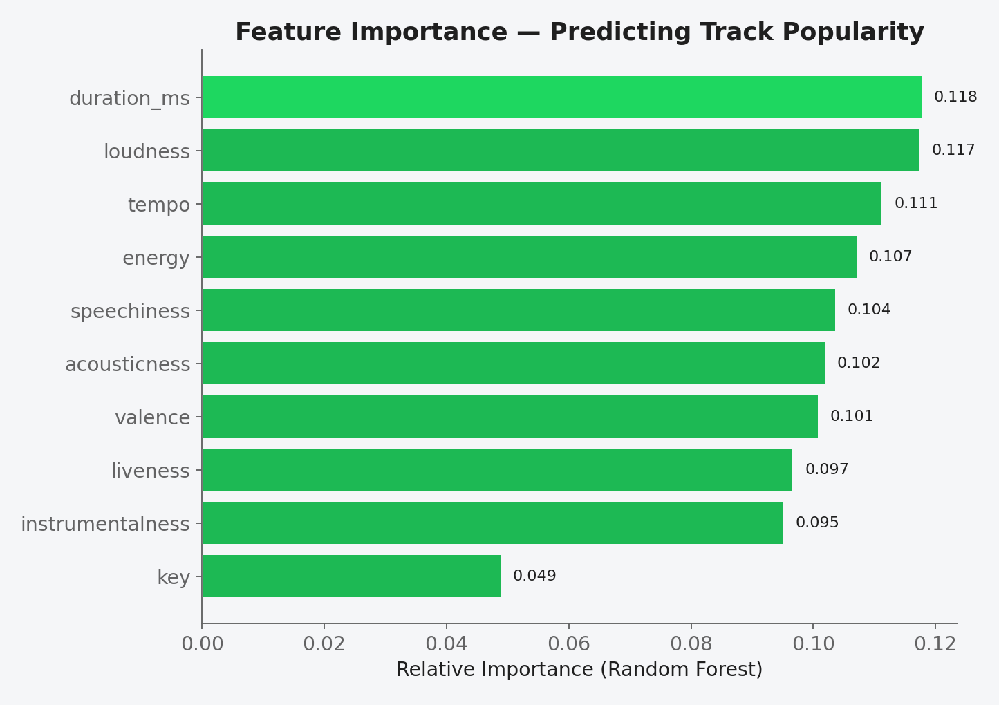 Feature Importance — Predicting Track Popularity
duration_ms 0.118
loudness 0.117
tempo 0.111
energy 0.107
speechiness 0.104
acousticness 0.102
valence 0.101
liveness 0.097
instrumentalness 0.095
key 0.049
0.00 0.02 0.04 0.06 0.08 0.10 0.12
Relative Importance (Random Forest)